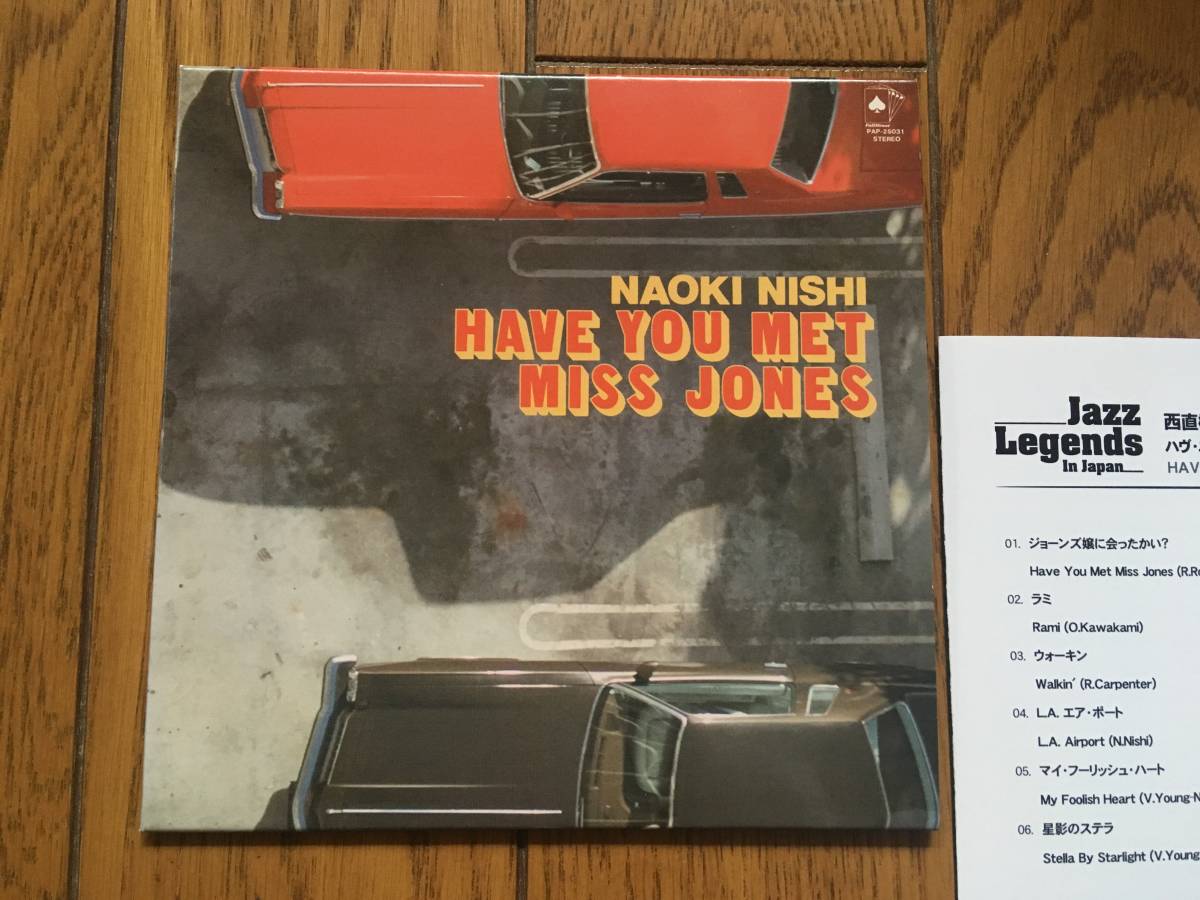 PAP-25031
STEREO
NAOKI NISHI
HAVE YOU MET
MISS JONES
Jazz
Legends
In Japan
西直
ハヴ・
HAV
01. ジョーンズ嬢に会ったかい?
Have You Met Miss Jones (R.Ro
02. ラミ
Rami (O.Kawakami)
03. ウォーキン
Walkin' (R.Carpenter)
04. L.A. エア・ポート
L.A. Airport (N.Nishi)
05. マイ・フーリッシュ・ハート
My Foolish Heart (V.Young-N
06. 星影のステラ
Stella By Starlight (V.Young